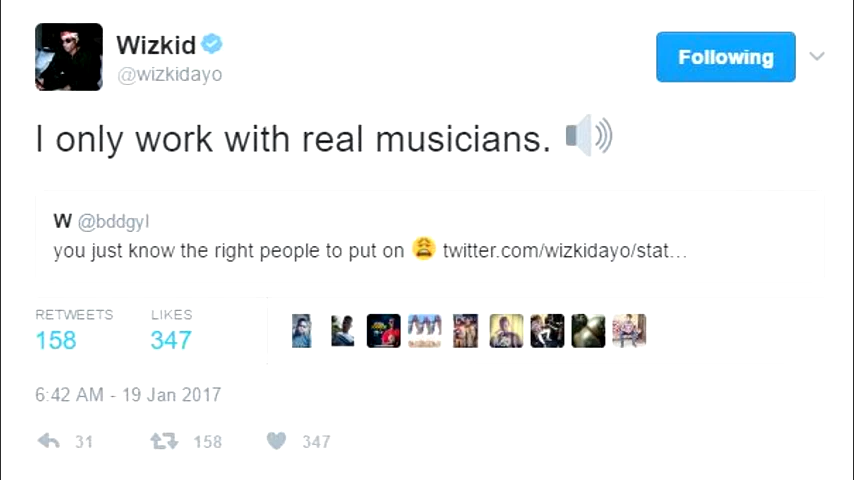 Wizkid
@wizkidayo
Following
I only work with real musicians. 🔊
W @bddgyl
you just know the right people to put on 😩 twitter.com/wizkidayo/stat...
RETWEETS LIKES
158 347
6:42 AM - 19 Jan 2017
31 158 347